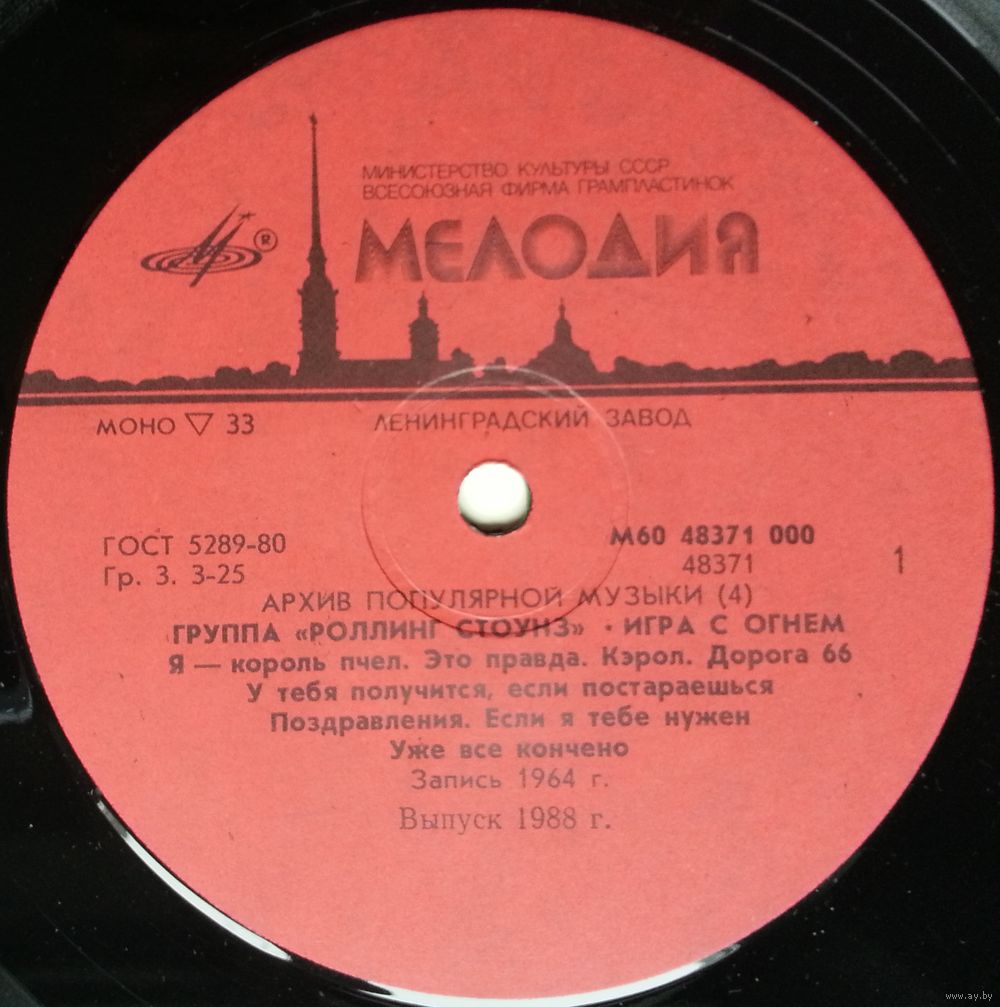 МИНИСТЕРСТВО КУЛЬТУРЫ СССР
ВСЕСОЮЗНАЯ ФИРМА ГРАМПЛАСТИНОК
МЕЛОДИЯ
®
МОНО ▽ 33
ЛЕНИНГРАДСКИЙ ЗАВОД
ГОСТ 5289-80
Гр. 3. 3-25
М60 48371 000
48371
1
АРХИВ ПОПУЛЯРНОЙ МУЗЫКИ (4)
ГРУППА «РОЛЛИНГ СТОУНЗ» · ИГРА С ОГНЕМ
Я — король пчел. Это правда. Кэрол. Дорога 66
У тебя получится, если постараешься
Поздравления. Если я тебе нужен
Уже все кончено
Запись 1964 г.
Выпуск 1988 г.
www.ay.by